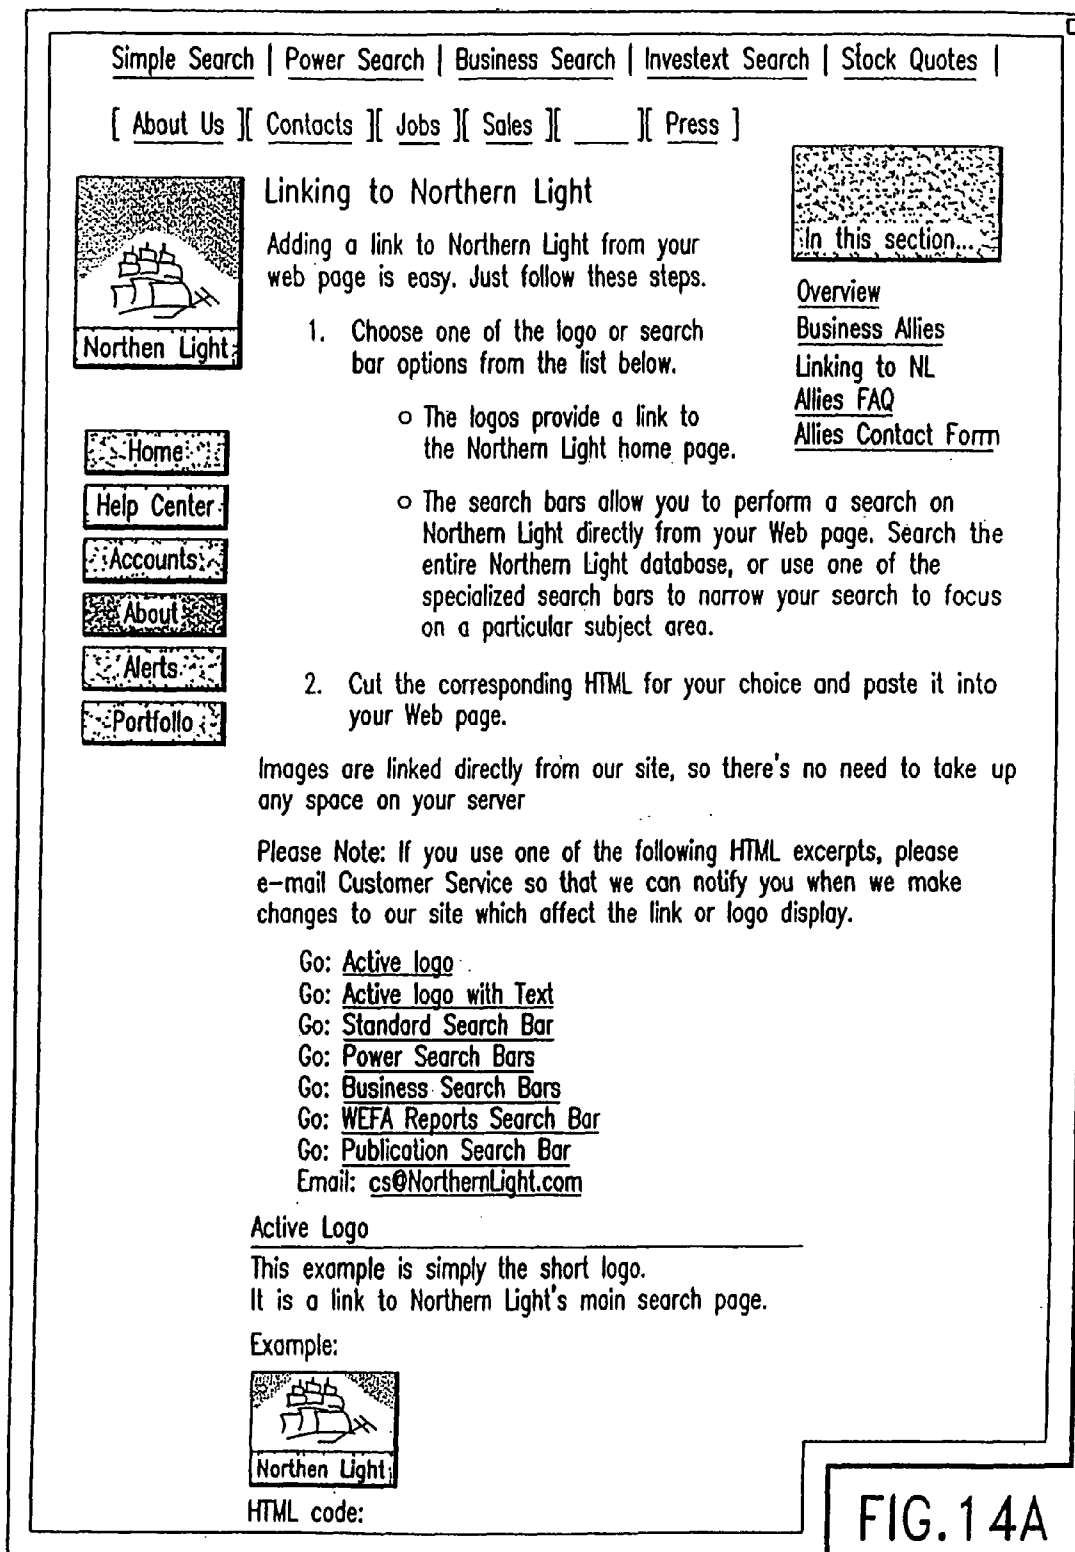 Simple Search | Power Search | Business Search | Investext Search | Stock Quotes |
[ About Us ][ Contacts ][ Jobs ][ Sales ][ ____ ][ Press ]
Northen Light
Home
Help Center
Accounts
About
Alerts
Portfollo
Linking to Northern Light
Adding a link to Northern Light from your
web page is easy. Just follow these steps.
1. Choose one of the logo or search
bar options from the list below.
o The logos provide a link to
the Northern Light home page.
o The search bars allow you to perform a search on
Northern Light directly from your Web page. Search the
entire Northern Light database, or use one of the
specialized search bars to narrow your search to focus
on a particular subject area.
2. Cut the corresponding HTML for your choice and paste it into
your Web page.
In this section...
Overview
Business Allies
Linking to NL
Allies FAQ
Allies Contact Form
Images are linked directly from our site, so there's no need to take up
any space on your server
Please Note: If you use one of the following HTML excerpts, please
e-mail Customer Service so that we can notify you when we make
changes to our site which affect the link or logo display.
Go: Active logo
Go: Active logo with Text
Go: Standard Search Bar
Go: Power Search Bars
Go: Business Search Bars
Go: WEFA Reports Search Bar
Go: Publication Search Bar
Email: cs@NorthernLight.com
Active Logo
This example is simply the short logo.
It is a link to Northern Light's main search page.
Example:
Northen Light
HTML code:
FIG.14A